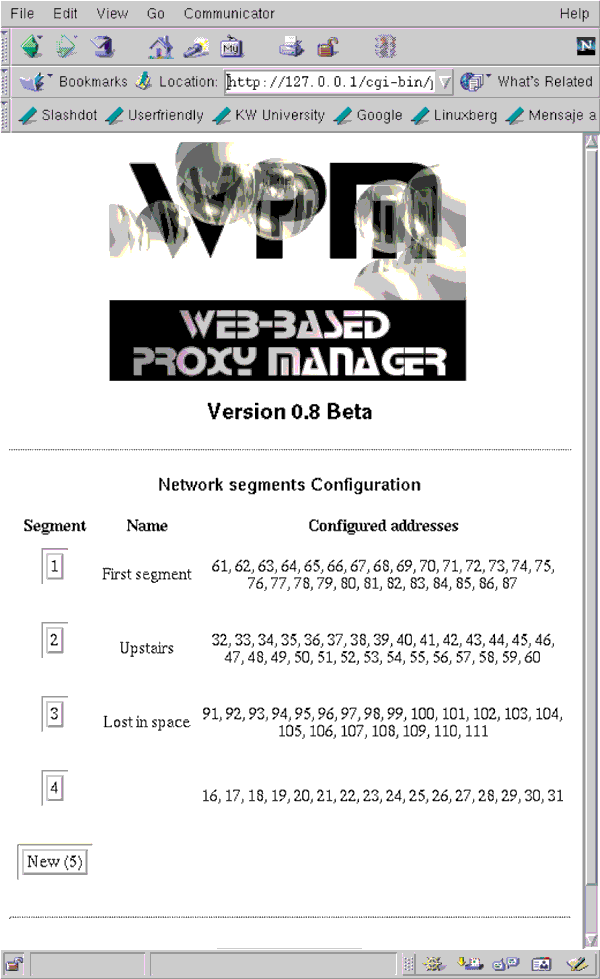 File Edit View Go Communicator Help
My
N
Bookmarks Location: http://127.0.0.1/cgi-bin/ What's Related
Slashdot Userfriendly KW University Google Linuxberg Mensaje a
WPM
WEB-BASED
PROXY MANAGER
Version 0.8 Beta
Network segments Configuration
Segment Name Configured addresses
1 First segment 61, 62, 63, 64, 65, 66, 67, 68, 69, 70, 71, 72, 73, 74, 75,
76, 77, 78, 79, 80, 81, 82, 83, 84, 85, 86, 87
2 Upstairs 32, 33, 34, 35, 36, 37, 38, 39, 40, 41, 42, 43, 44, 45, 46,
47, 48, 49, 50, 51, 52, 53, 54, 55, 56, 57, 58, 59, 60
3 Lost in space 91, 92, 93, 94, 95, 96, 97, 98, 99, 100, 101, 102, 103, 104,
105, 106, 107, 108, 109, 110, 111
4 16, 17, 18, 19, 20, 21, 22, 23, 24, 25, 26, 27, 28, 29, 30, 31
New (5)